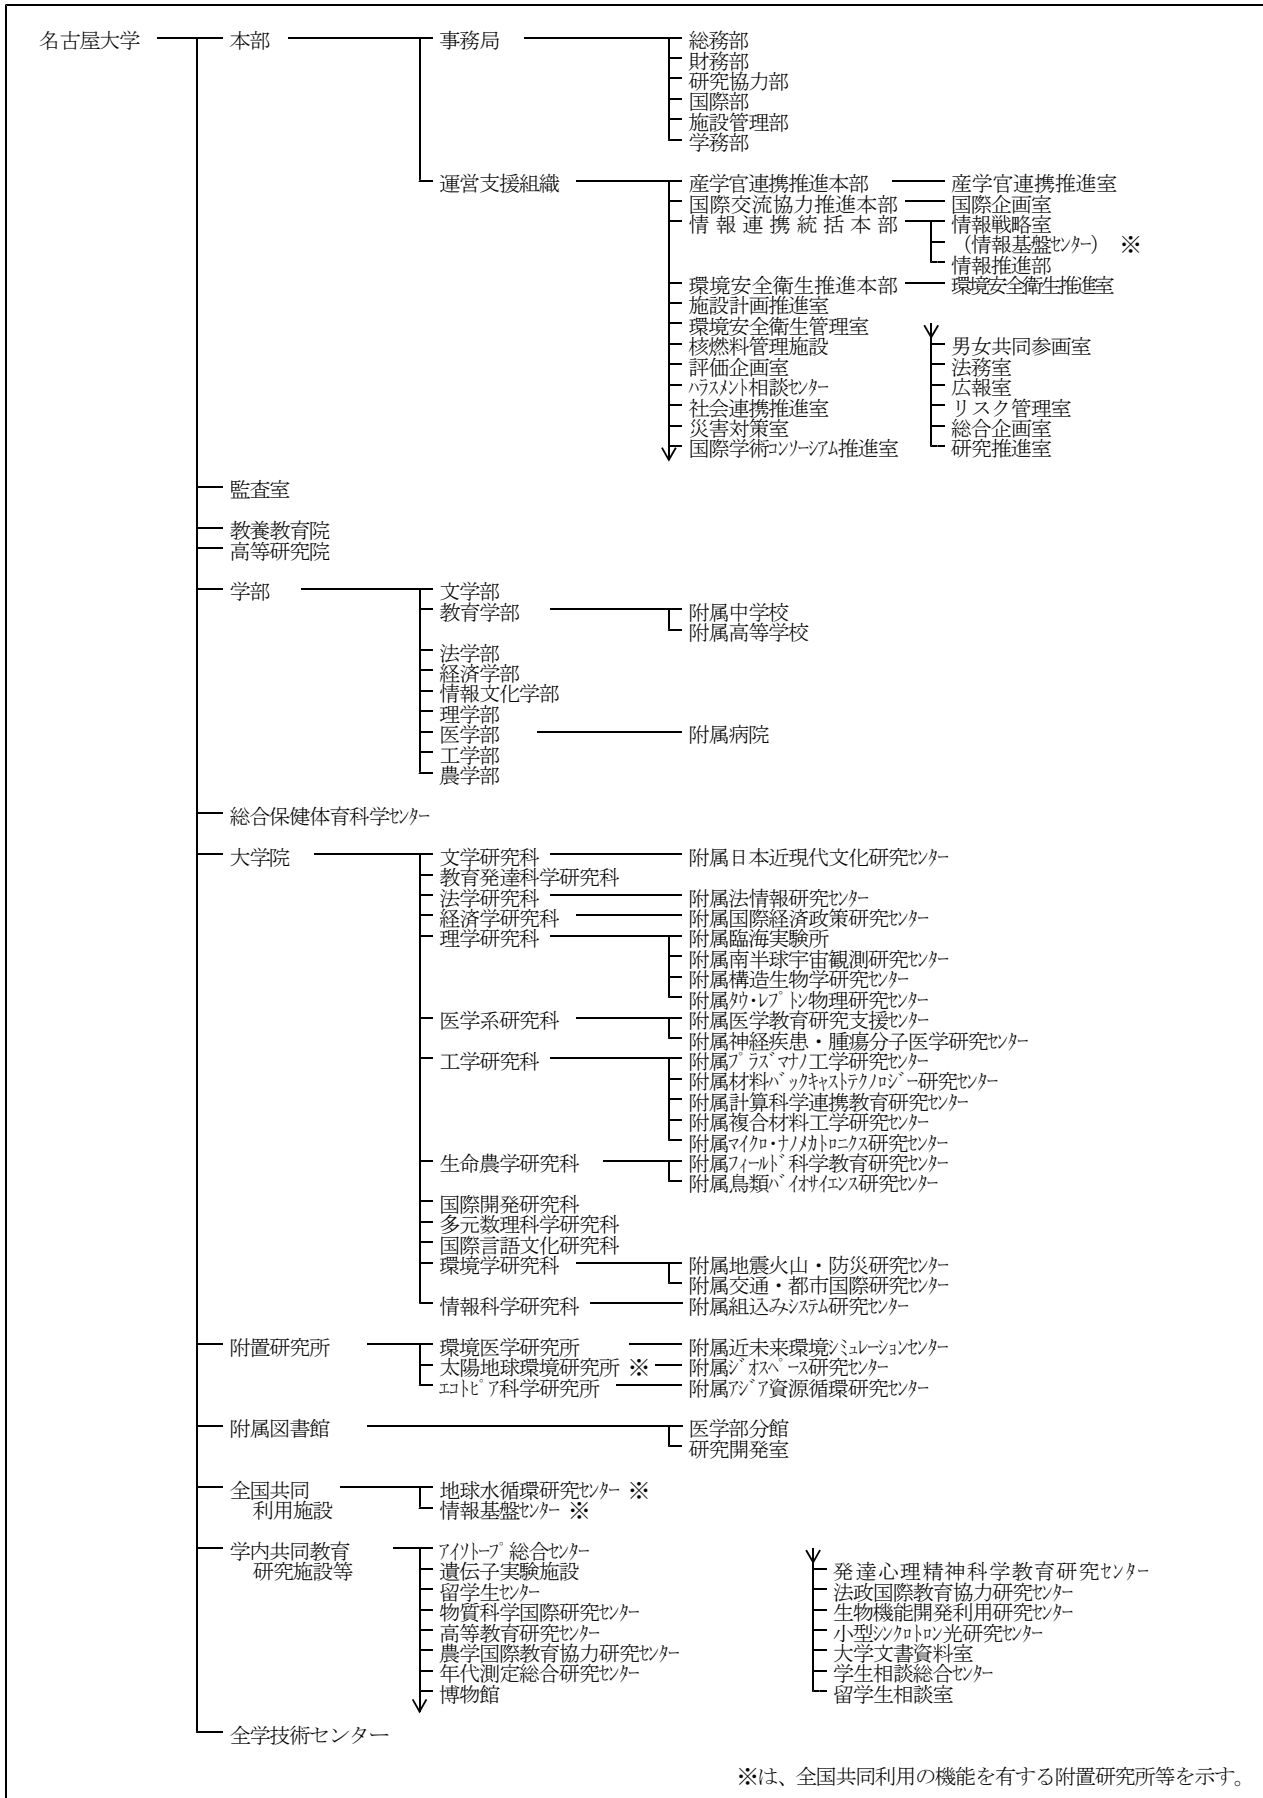 名古屋大学 本部 事務局 総務部
財務部
研究協力部
国際部
施設管理部
学務部
運営支援組織 産学官連携推進本部 産学官連携推進室
国際交流協力推進本部 国際企画室
情報連携統括本部 情報戦略室
(情報基盤センター) ※
情報推進部
環境安全衛生推進本部 環境安全衛生推進室
施設計画推進室
環境安全衛生管理室
核燃料管理施設 男女共同参画室
評価企画室 法務室
ハラスメント相談センター 広報室
社会連携推進室 リスク管理室
災害対策室 総合企画室
国際学術コンソーシアム推進室 研究推進室
監査室
教養教育院
高等研究院
学部 文学部
教育学部 附属中学校
附属高等学校
法学部
経済学部
情報文化学部
理学部
医学部 附属病院
工学部
農学部
総合保健体育科学センター
大学院 文学研究科 附属日本近現代文化研究センター
教育発達科学研究科
法学研究科 附属法情報研究センター
経済学研究科 附属国際経済政策研究センター
理学研究科 附属臨海実験所
附属南半球宇宙観測研究センター
附属構造生物学研究センター
附属タウ・レプトン物理研究センター
医学系研究科 附属医学教育研究支援センター
附属神経疾患・腫瘍分子医学研究センター
工学研究科 附属プラズマナノ工学研究センター
附属材料バックキャストテクノロジー研究センター
附属計算科学連携教育研究センター
附属複合材料工学研究センター
附属マイクロ・ナノメカトロニクス研究センター
生命農学研究科 附属フィールド科学教育研究センター
附属鳥類バイオサイエンス研究センター
国際開発研究科
多元数理科学研究科
国際言語文化研究科
環境学研究科 附属地震火山・防災研究センター
附属交通・都市国際研究センター
情報科学研究科 附属組込みシステム研究センター
附置研究所 環境医学研究所 附属近未来環境シミュレーションセンター
太陽地球環境研究所 ※ 附属ジオスペース研究センター
エコトピア科学研究所 附属アジア資源循環研究センター
附属図書館 医学部分館
研究開発室
全国共同 地球水循環研究センター ※
利用施設 情報基盤センター ※
学内共同教育 アイソトープ総合センター
研究施設等 遺伝子実験施設 発達心理精神科学教育研究センター
留学生センター 法政国際教育協力研究センター
物質科学国際研究センター 生物機能開発利用研究センター
高等教育研究センター 小型シンクロトロン光研究センター
農学国際教育協力研究センター 大学文書資料室
年代測定総合研究センター 学生相談総合センター
博物館 留学生相談室
全学技術センター
※は、全国共同利用の機能を有する附置研究所等を示す。